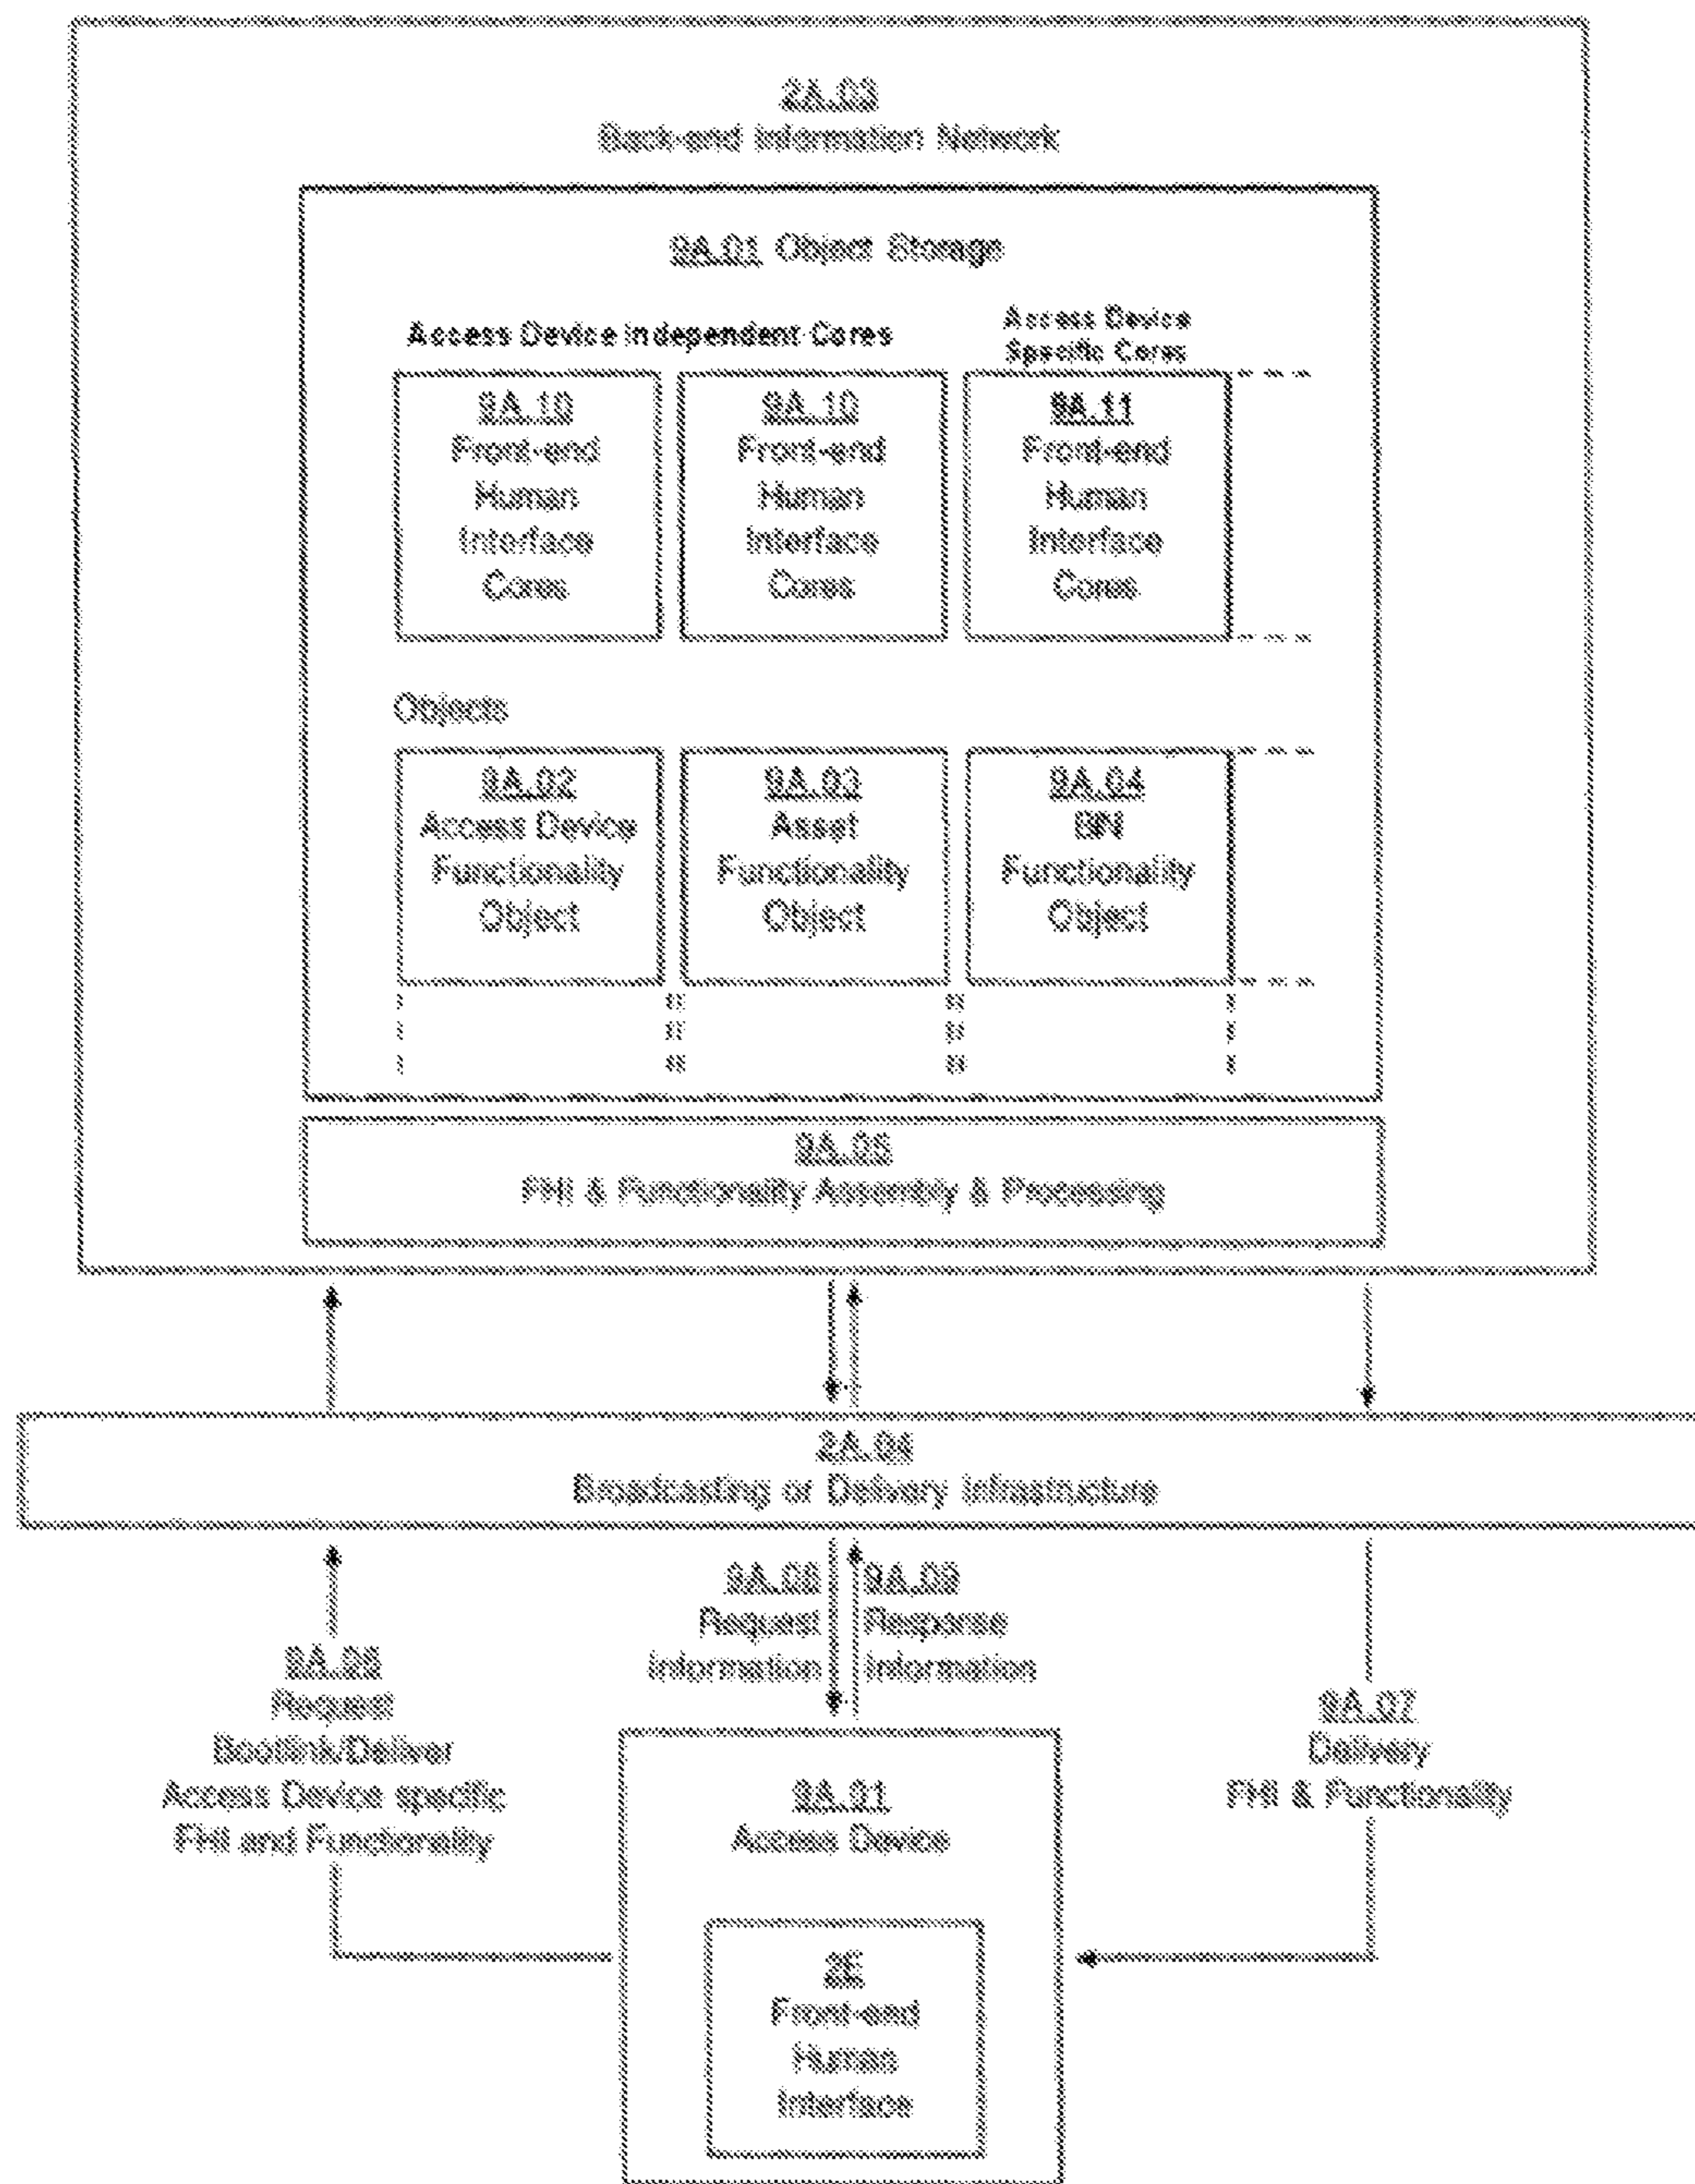 2A.03
Back-end Information Network
9A.01 Object Storage
Access Device Independent Cores
Access Device
Specific Cores
9A.10
Front-end
Human
Interface
Cores
9A.10
Front-end
Human
Interface
Cores
9A.11
Front-end
Human
Interface
Cores
Objects
9A.02
Access Device
Functionality
Object
9A.03
Asset
Functionality
Object
9A.04
BIN
Functionality
Object
9A.05
FHI & Functionality Assembly & Processing
2A.04
Broadcasting or Delivery Infrastructure
9A.06
Request
Bootlink/Deliver
Access Device specific
FHI and Functionality
9A.08
Request
Information
9A.09
Response
Information
9A.07
Delivery
FHI & Functionality
9A.01
Access Device
2E
Front-end
Human
Interface